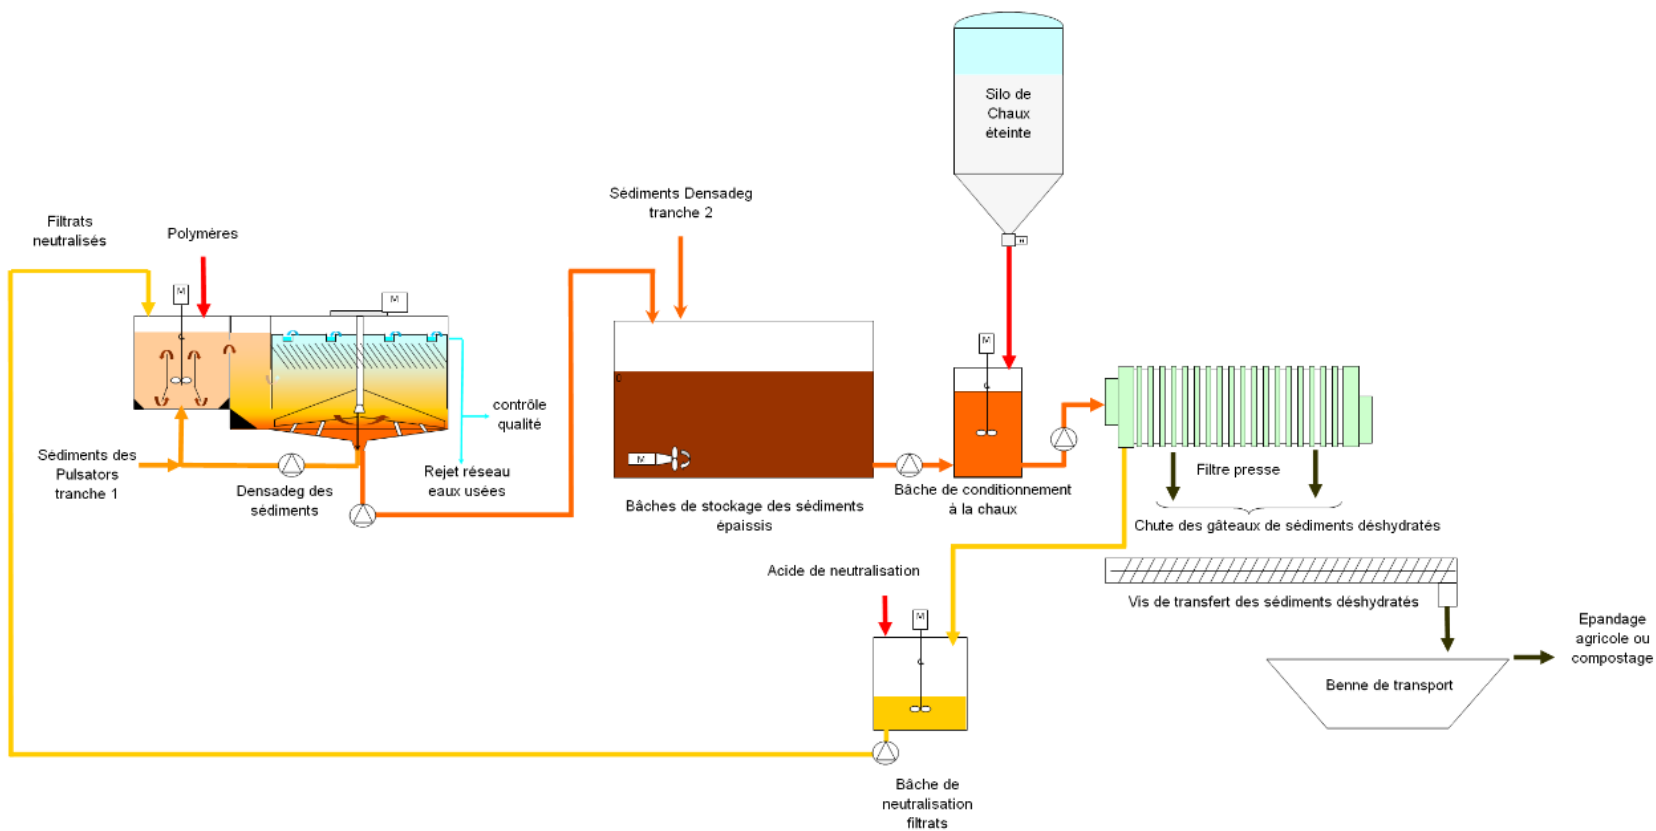 Silo de
Chaux
éteinte
Sédiments Densadeg
tranche 2
Filtrats
neutralisés
Polymères
M
M
M
M
contrôle
qualité
Sédiments des
Pulsators
tranche 1
Densadeg des
sédiments
Rejet réseau
eaux usées
Bâches de stockage des sédiments
épaissis
Bâche de conditionnement
à la chaux
Filtre presse
Chute des gâteaux de sédiments déshydratés
Acide de neutralisation
M
Vis de transfert des sédiments déshydratés
Epandage
agricole ou
compostage
Benne de transport
Bâche de
neutralisation
filtrats